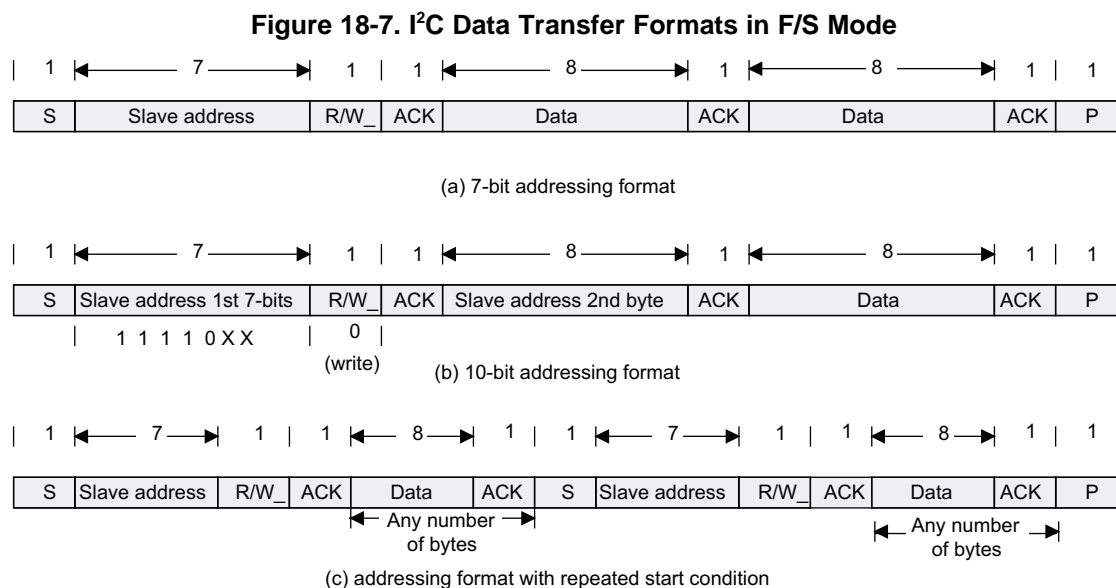 Figure 18-7. I²C Data Transfer Formats in F/S Mode
1 7 1 1 8 1 8 1 1
S Slave address R/W_ ACK Data ACK Data ACK P
(a) 7-bit addressing format
1 7 1 1 8 1 8 1 1
S Slave address 1st 7-bits R/W_ ACK Slave address 2nd byte ACK Data ACK P
1 1 1 1 0 X X 0
(write)
(b) 10-bit addressing format
1 7 1 1 8 1 1 7 1 1 8 1 1
S Slave address R/W_ ACK Data ACK S Slave address R/W_ ACK Data ACK P
Any number Any number
of bytes of bytes
(c) addressing format with repeated start condition